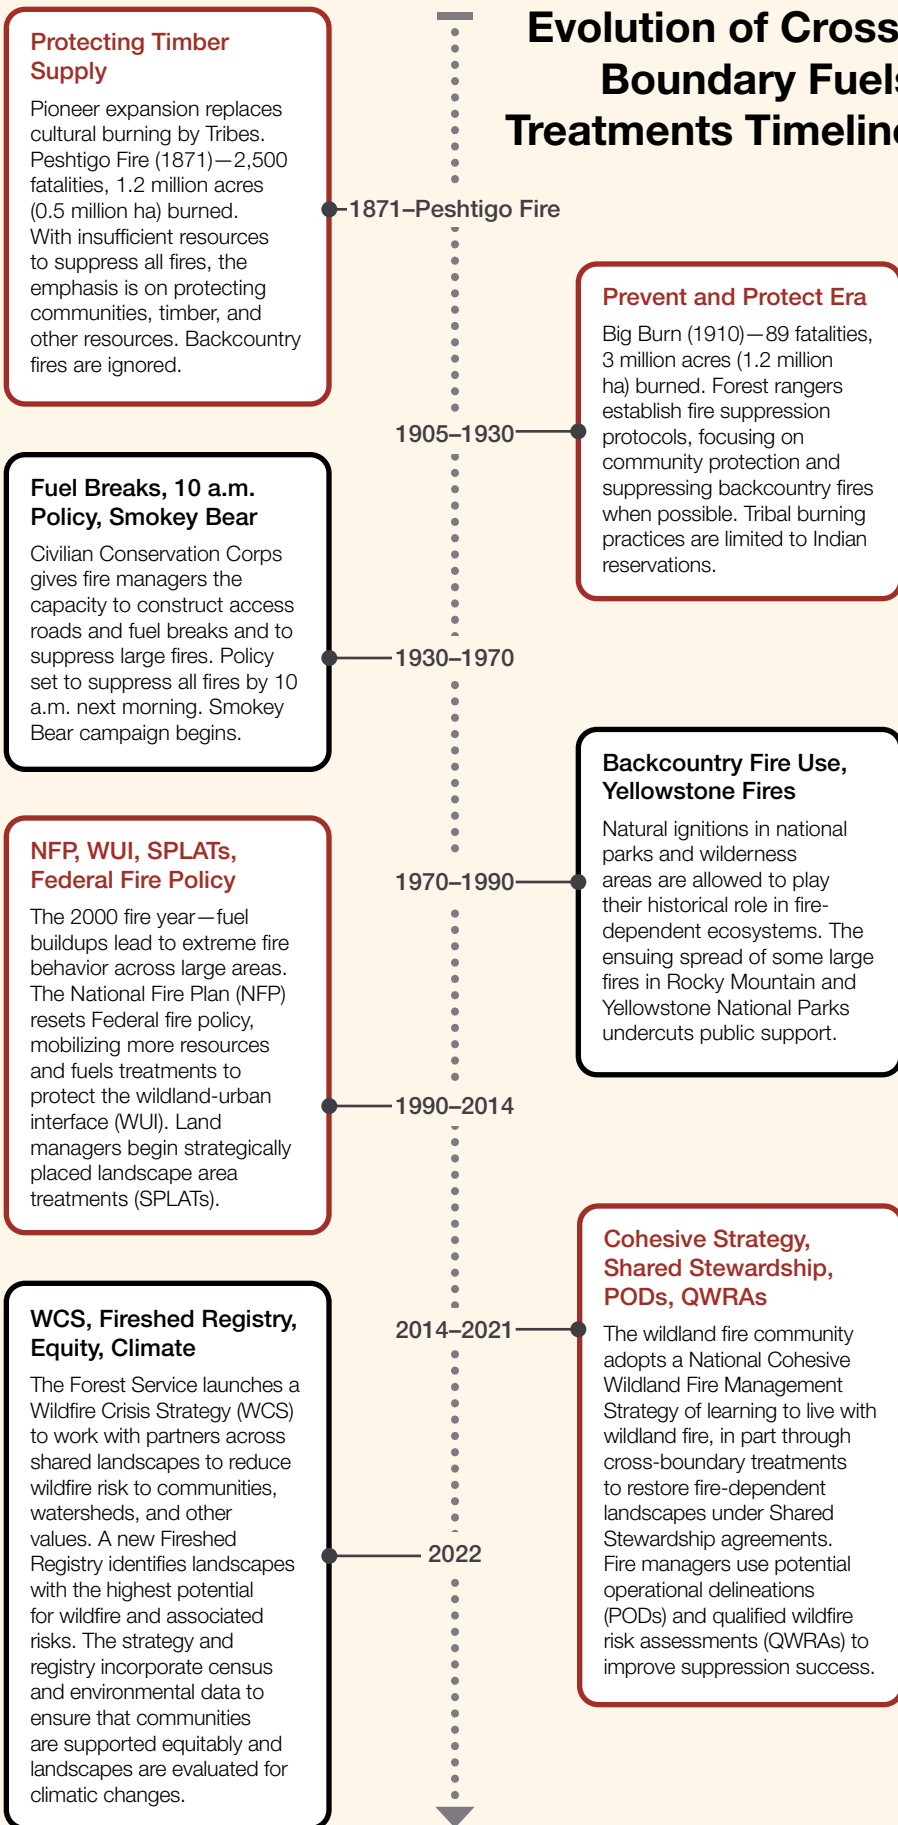 Evolution of Cross-
Boundary Fuels
Treatments Timeline
Protecting Timber
Supply
Pioneer expansion replaces
cultural burning by Tribes.
Peshtigo Fire (1871)—2,500
fatalities, 1.2 million acres
(0.5 million ha) burned.
With insufficient resources
to suppress all fires, the
emphasis is on protecting
communities, timber, and
other resources. Backcountry
fires are ignored.
1871–Peshtigo Fire
Prevent and Protect Era
Big Burn (1910)—89 fatalities,
3 million acres (1.2 million
ha) burned. Forest rangers
establish fire suppression
protocols, focusing on
community protection and
suppressing backcountry fires
when possible. Tribal burning
practices are limited to Indian
reservations.
1905–1930
Fuel Breaks, 10 a.m.
Policy, Smokey Bear
Civilian Conservation Corps
gives fire managers the
capacity to construct access
roads and fuel breaks and to
suppress large fires. Policy
set to suppress all fires by 10
a.m. next morning. Smokey
Bear campaign begins.
1930–1970
Backcountry Fire Use,
Yellowstone Fires
Natural ignitions in national
parks and wilderness
areas are allowed to play
their historical role in fire-
dependent ecosystems. The
ensuing spread of some large
fires in Rocky Mountain and
Yellowstone National Parks
undercuts public support.
1970–1990
NFP, WUI, SPLATs,
Federal Fire Policy
The 2000 fire year—fuel
buildups lead to extreme fire
behavior across large areas.
The National Fire Plan (NFP)
resets Federal fire policy,
mobilizing more resources
and fuels treatments to
protect the wildland-urban
interface (WUI). Land
managers begin strategically
placed landscape area
treatments (SPLATs).
1990–2014
Cohesive Strategy,
Shared Stewardship,
PODs, QWRAs
The wildland fire community
adopts a National Cohesive
Wildland Fire Management
Strategy of learning to live with
wildland fire, in part through
cross-boundary treatments
to restore fire-dependent
landscapes under Shared
Stewardship agreements.
Fire managers use potential
operational delineations
(PODs) and qualified wildfire
risk assessments (QWRAs) to
improve suppression success.
2014–2021
WCS, Fireshed Registry,
Equity, Climate
The Forest Service launches a
Wildfire Crisis Strategy (WCS)
to work with partners across
shared landscapes to reduce
wildfire risk to communities,
watersheds, and other
values. A new Fireshed
Registry identifies landscapes
with the highest potential
for wildfire and associated
risks. The strategy and
registry incorporate census
and environmental data to
ensure that communities
are supported equitably and
landscapes are evaluated for
climatic changes.
2022